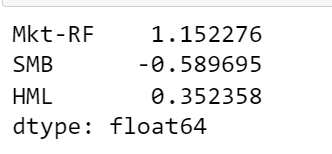 Mkt-RF 1.152276
SMB -0.589695
HML 0.352358
dtype: float64